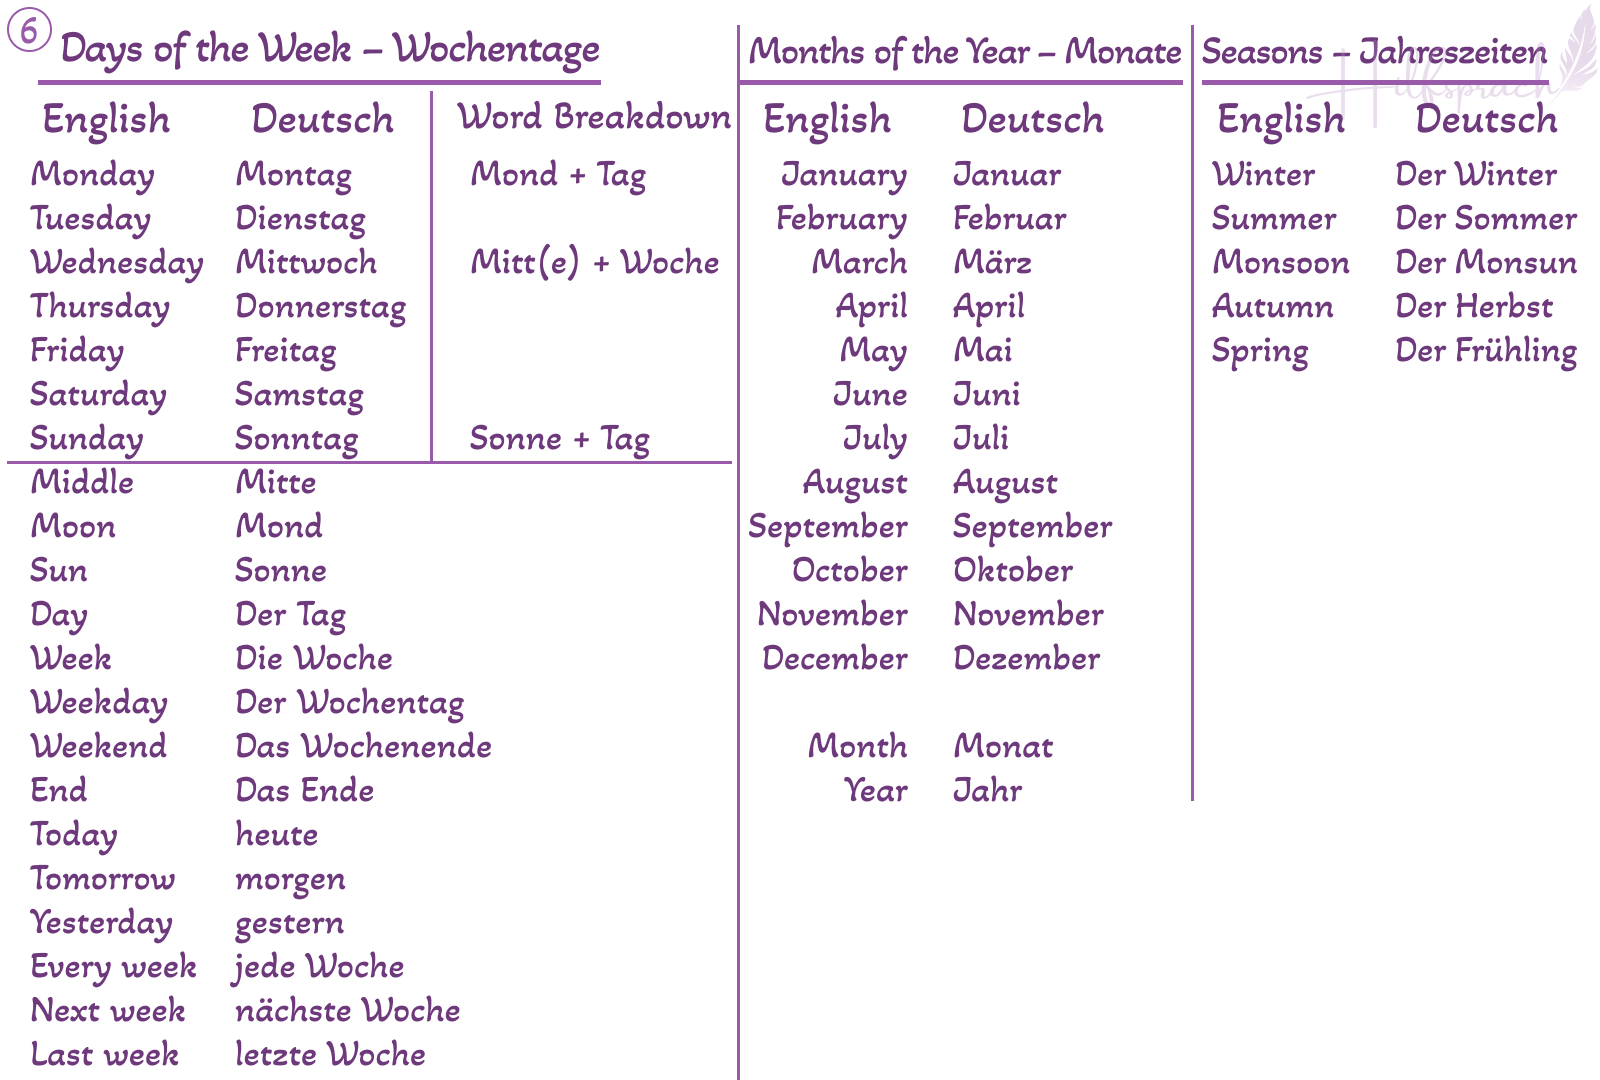 6
Days of the Week – Wochentage
English Deutsch Word Breakdown
Monday Montag Mond + Tag
Tuesday Dienstag
Wednesday Mittwoch Mitt(e) + Woche
Thursday Donnerstag
Friday Freitag
Saturday Samstag
Sunday Sonntag Sonne + Tag
Middle Mitte
Moon Mond
Sun Sonne
Day Der Tag
Week Die Woche
Weekday Der Wochentag
Weekend Das Wochenende
End Das Ende
Today heute
Tomorrow morgen
Yesterday gestern
Every week jede Woche
Next week nächste Woche
Last week letzte Woche
Months of the Year – Monate
English Deutsch
January Januar
February Februar
March März
April April
May Mai
June Juni
July Juli
August August
September September
October Oktober
November November
December Dezember
Month Monat
Year Jahr
Seasons – Jahreszeiten
Hilfsprach
English Deutsch
Winter Der Winter
Summer Der Sommer
Monsoon Der Monsun
Autumn Der Herbst
Spring Der Frühling